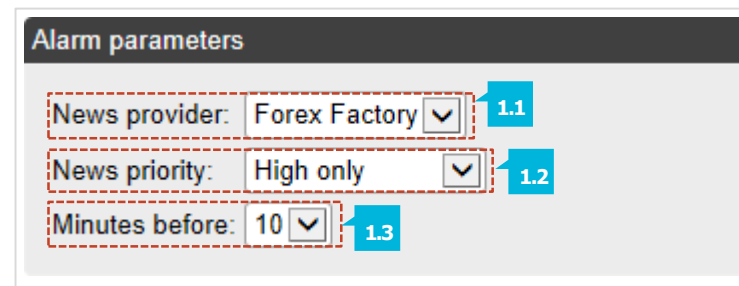 Alarm parameters
News provider: Forex Factory 1.1
News priority: High only 1.2
Minutes before: 10 1.3